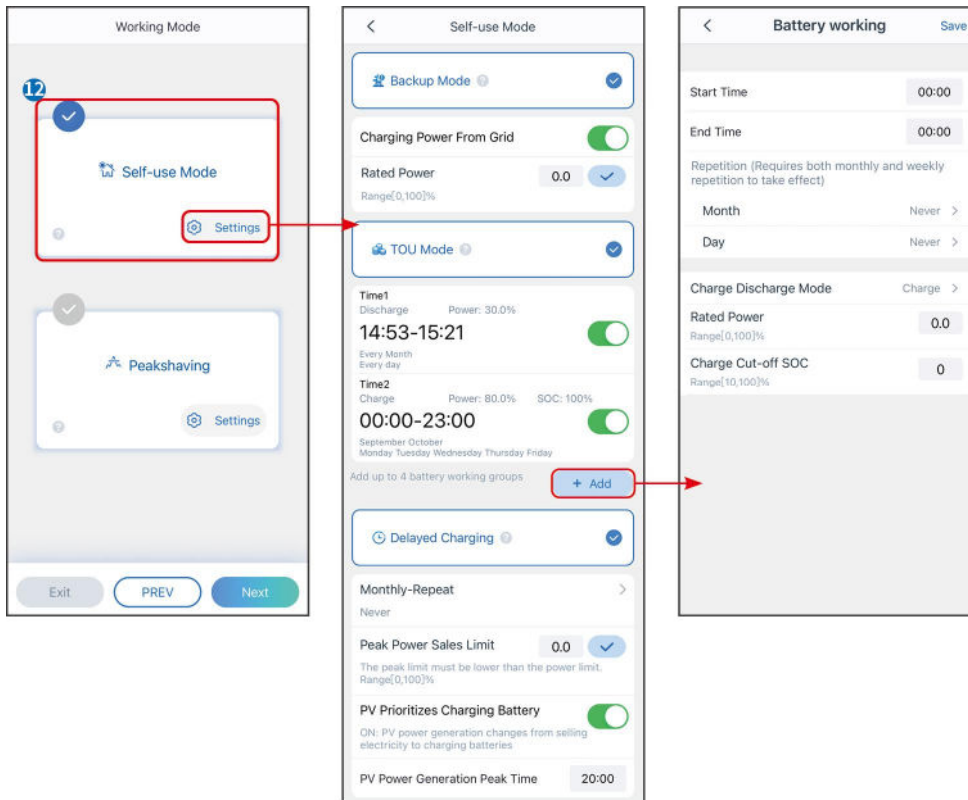 Working Mode
12
Self-use Mode
Settings
Peakshaving
Settings
Exit
PREV
Next
Self-use Mode
Backup Mode
Charging Power From Grid
Rated Power
0.0
Range[0,100]%
TOU Mode
Time1
Discharge Power: 30.0%
14:53-15:21
Every Month
Every day
Time2
Charge Power: 80.0% SOC: 100%
00:00-23:00
September October
Monday Tuesday Wednesday Thursday Friday
Add up to 4 battery working groups
+ Add
Delayed Charging
Monthly-Repeat
Never
Peak Power Sales Limit
0.0
The peak limit must be lower than the power limit.
Range[0,100]%
PV Prioritizes Charging Battery
ON: PV power generation changes from selling
electricity to charging batteries
PV Power Generation Peak Time 20:00
Battery working Save
Start Time 00:00
End Time 00:00
Repetition (Requires both monthly and weekly
repetition to take effect)
Month Never >
Day Never >
Charge Discharge Mode Charge >
Rated Power
0.0
Range[0,100]%
Charge Cut-off SOC
0
Range[10,100]%